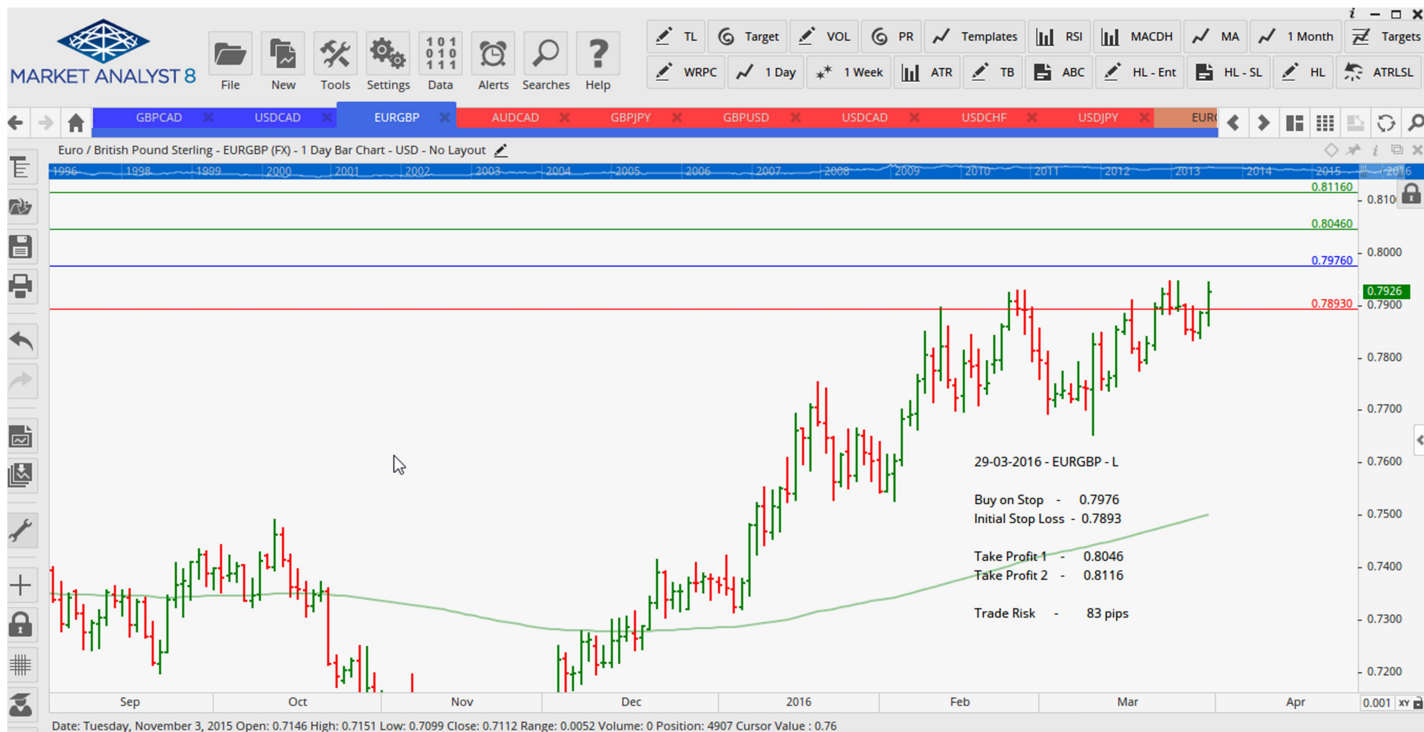 i
TL Target VOL PR Templates RSI MACDH MA 1 Month Targets
MARKET ANALYST 8
101
010
111
File New Tools Settings Data Alerts Searches Help
WRPC 1 Day 1 Week ATR TB ABC HL - Ent HL - SL HL ATRLSL
GBPCAD USDCAD EURGBP AUDCAD GBPJPY GBPUSD USDCAD USDCHF USDJPY EURG
Euro / British Pound Sterling - EURGBP (FX) - 1 Day Bar Chart - USD - No Layout
1996 1998 1999 2000 2001 2002 2003 2004 2005 2006 2007 2008 2009 2010 2011 2012 2013 2014 2015 2016
0.81160
0.810
0.80460
0.8000
0.79760
0.7926
0.78930
0.7900
0.7800
0.7700
0.7600
29-03-2016 - EURGBP - L
Buy on Stop - 0.7976
Initial Stop Loss - 0.7893
0.7500
Take Profit 1 - 0.8046
Take Profit 2 - 0.8116
0.7400
Trade Risk - 83 pips
0.7300
0.7200
Sep Oct Nov Dec 2016 Feb Mar Apr 0.001 XY
Date: Tuesday, November 3, 2015 Open: 0.7146 High: 0.7151 Low: 0.7099 Close: 0.7112 Range: 0.0052 Volume: 0 Position: 4907 Cursor Value : 0.76